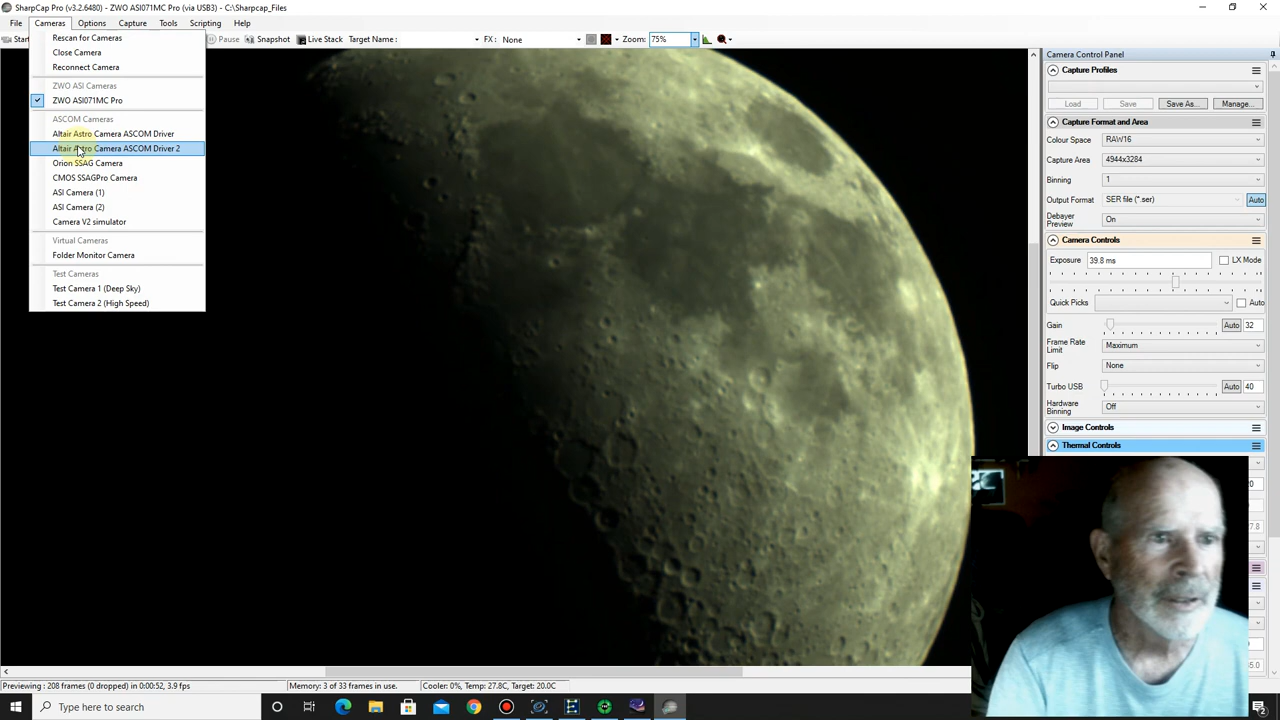 SharpCap Pro (v3.2.6480) - ZWO ASI071MC Pro (via USB3) - C:\Sharpcap_Files
File Cameras Options Capture Tools Scripting Help
Start Pause Snapshot Live Stack Target Name : FX : None Zoom: 75%
Rescan for Cameras
Close Camera
Reconnect Camera
ZWO ASI Cameras
ZWO ASI071MC Pro
ASCOM Cameras
Altair Astro Camera ASCOM Driver
Altair Astro Camera ASCOM Driver 2
Orion SSAG Camera
CMOS SSAGPro Camera
ASI Camera (1)
ASI Camera (2)
Camera V2 simulator
Virtual Cameras
Folder Monitor Camera
Test Cameras
Test Camera 1 (Deep Sky)
Test Camera 2 (High Speed)
Camera Control Panel
Capture Profiles
Load Save Save As... Manage...
Capture Format and Area
Colour Space RAW16
Capture Area 4944x3284
Binning 1
Output Format SER file (*.ser) Auto
Debayer Preview On
Camera Controls
Exposure 39.8 ms LX Mode
Quick Picks Auto
Gain Auto 32
Frame Rate Limit Maximum
Flip None
Turbo USB Auto 40
Hardware Binning Off
Image Controls
Thermal Controls
Previewing : 208 frames (0 dropped) in 0:00:52, 3.9 fps Memory: 3 of 33 frames in use. Cooler: 0%, Temp: 27.8C, Target: 20.0C
Type here to search